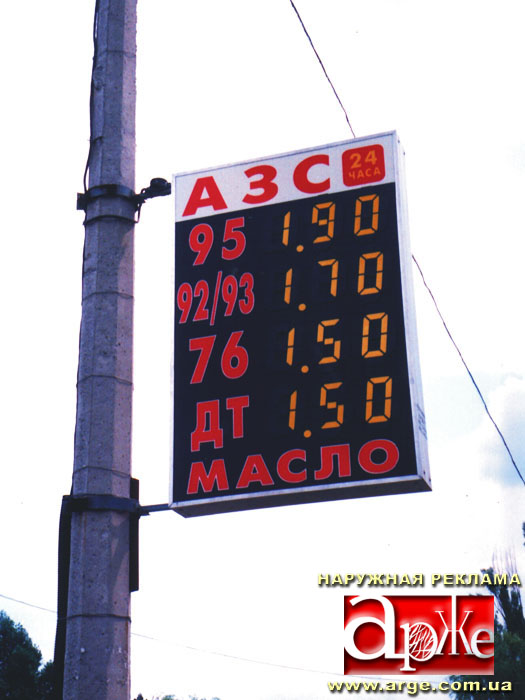 АЗС 24 ЧАСА
95 1.90
92/93 1.70
76 1.50
ДТ 1.50
МАСЛО
НАРУЖНАЯ РЕКЛАМА
арже
www.arge.com.ua